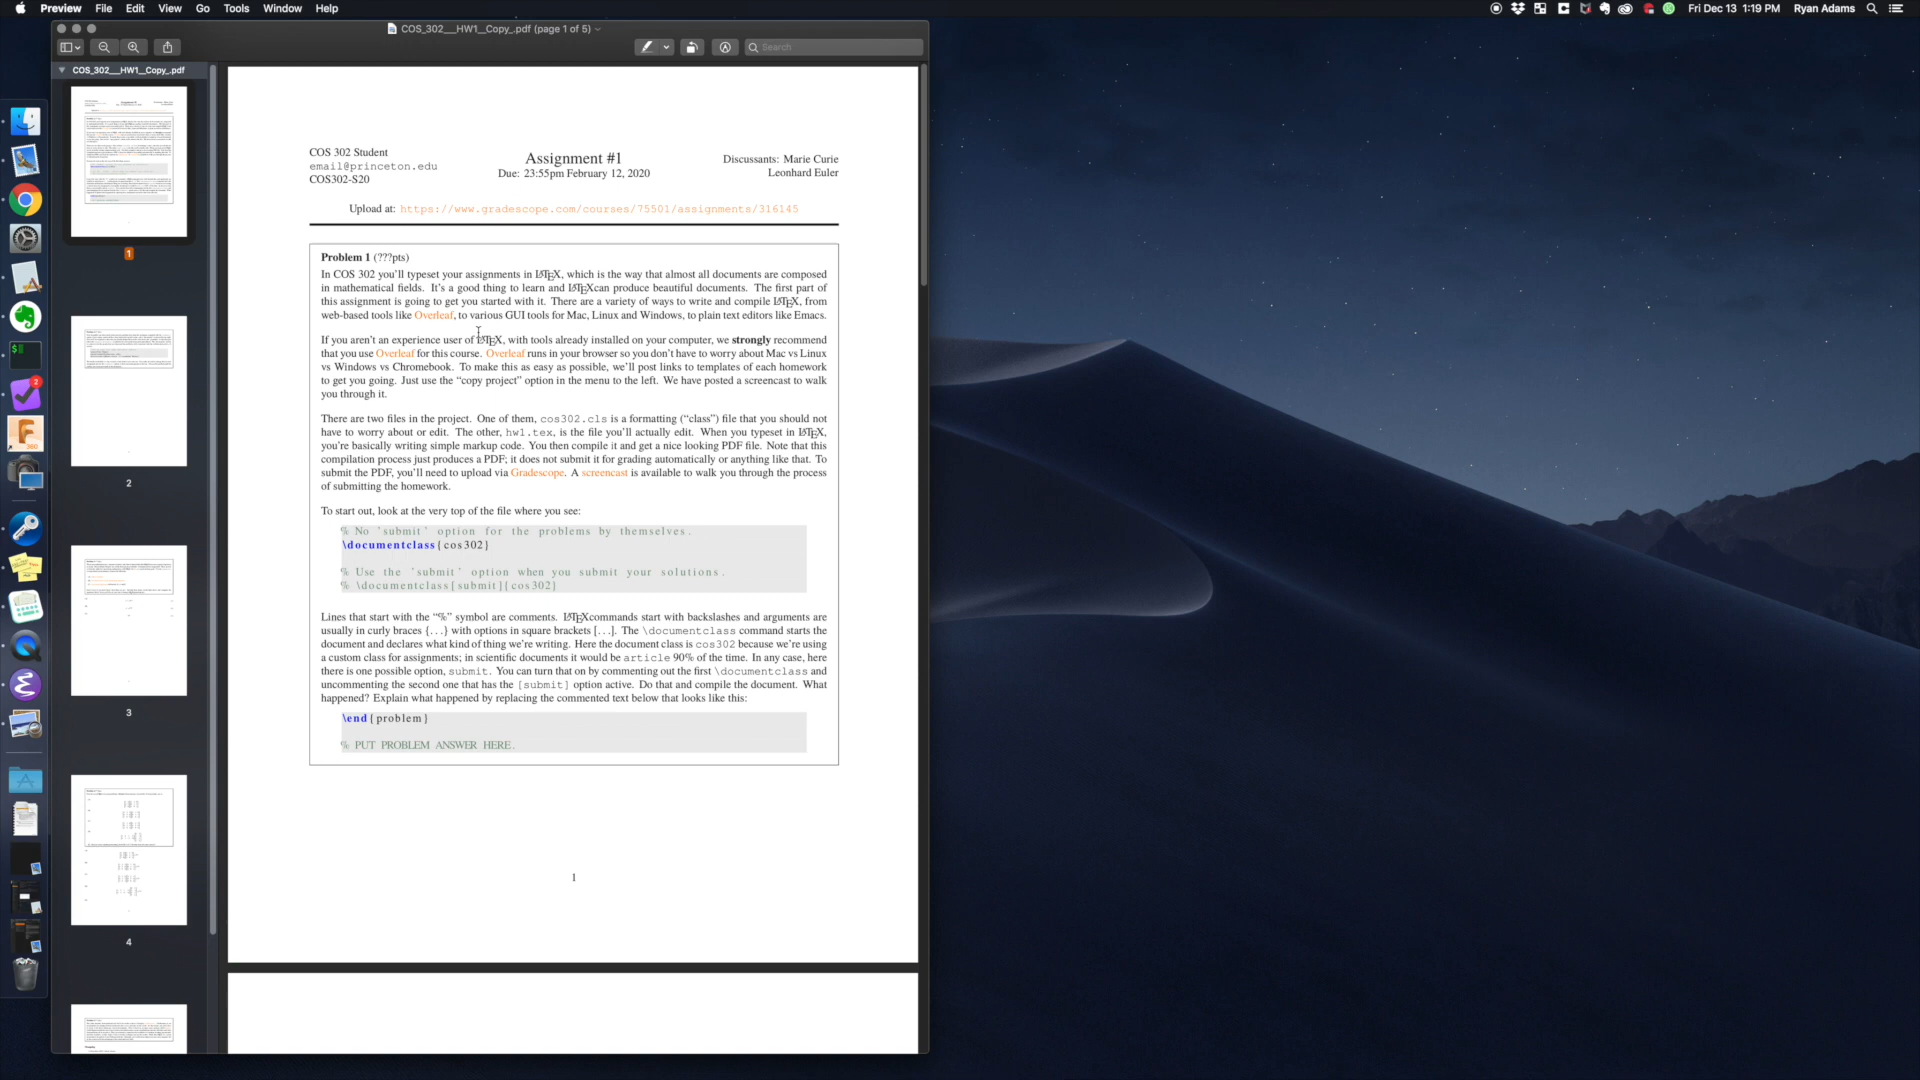 Preview File Edit View Go Tools Window Help
Fri Dec 13 1:19 PM Ryan Adams
COS_302__HW1__Copy_.pdf (page 1 of 5)
Search
COS_302__HW1__Copy_.pdf
1
2
3
4
COS 302 Student
email@princeton.edu
COS302-S20
Assignment #1
Due: 23:55pm February 12, 2020
Discussants: Marie Curie
Leonhard Euler
Upload at: https://www.gradescope.com/courses/75501/assignments/316145
Problem 1 (???pts)
In COS 302 you'll typeset your assignments in LATEX, which is the way that almost all documents are composed
in mathematical fields. It's a good thing to learn and LATEXcan produce beautiful documents. The first part of
this assignment is going to get you started with it. There are a variety of ways to write and compile LATEX, from
web-based tools like Overleaf, to various GUI tools for Mac, Linux and Windows, to plain text editors like Emacs.
If you aren't an experience user of LATEX, with tools already installed on your computer, we strongly recommend
that you use Overleaf for this course. Overleaf runs in your browser so you don't have to worry about Mac vs Linux
vs Windows vs Chromebook. To make this as easy as possible, we'll post links to templates of each homework
to get you going. Just use the “copy project” option in the menu to the left. We have posted a screencast to walk
you through it.
There are two files in the project. One of them, cos302.cls is a formatting (“class”) file that you should not
have to worry about or edit. The other, hw1.tex, is the file you'll actually edit. When you typeset in LATEX,
you're basically writing simple markup code. You then compile it and get a nice looking PDF file. Note that this
compilation process just produces a PDF; it does not submit it for grading automatically or anything like that. To
submit the PDF, you'll need to upload via Gradescope. A screencast is available to walk you through the process
of submitting the homework.
To start out, look at the very top of the file where you see:
% No 'submit' option for the problems by themselves.
\documentclass{cos302}
% Use the 'submit' option when you submit your solutions.
% \documentclass[submit]{cos302}
Lines that start with the “%” symbol are comments. LATEXcommands start with backslashes and arguments are
usually in curly braces {...} with options in square brackets [...]. The \documentclass command starts the
document and declares what kind of thing we're writing. Here the document class is cos302 because we're using
a custom class for assignments; in scientific documents it would be article 90% of the time. In any case, here
there is one possible option, submit. You can turn that on by commenting out the first \documentclass and
uncommenting the second one that has the [submit] option active. Do that and compile the document. What
happened? Explain what happened by replacing the commented text below that looks like this:
\end{problem}
% PUT PROBLEM ANSWER HERE.
1